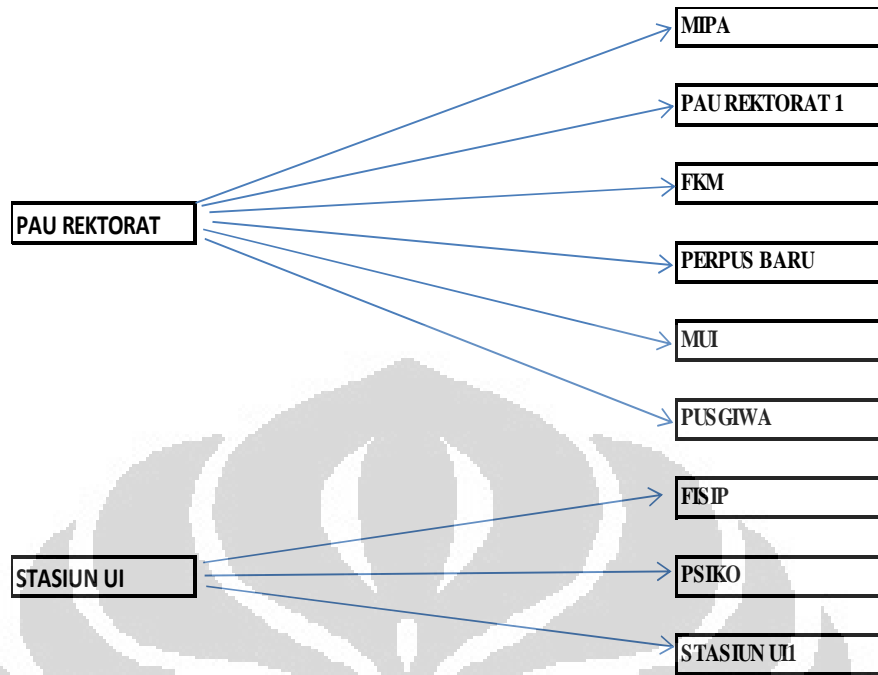 MIPA
PAU REKTORAT 1
FKM
PAU REKTORAT
PERPUS BARU
MUI
PUSGIWA
FISIP
STASIUN UI
PSIKO
STASIUN UI1